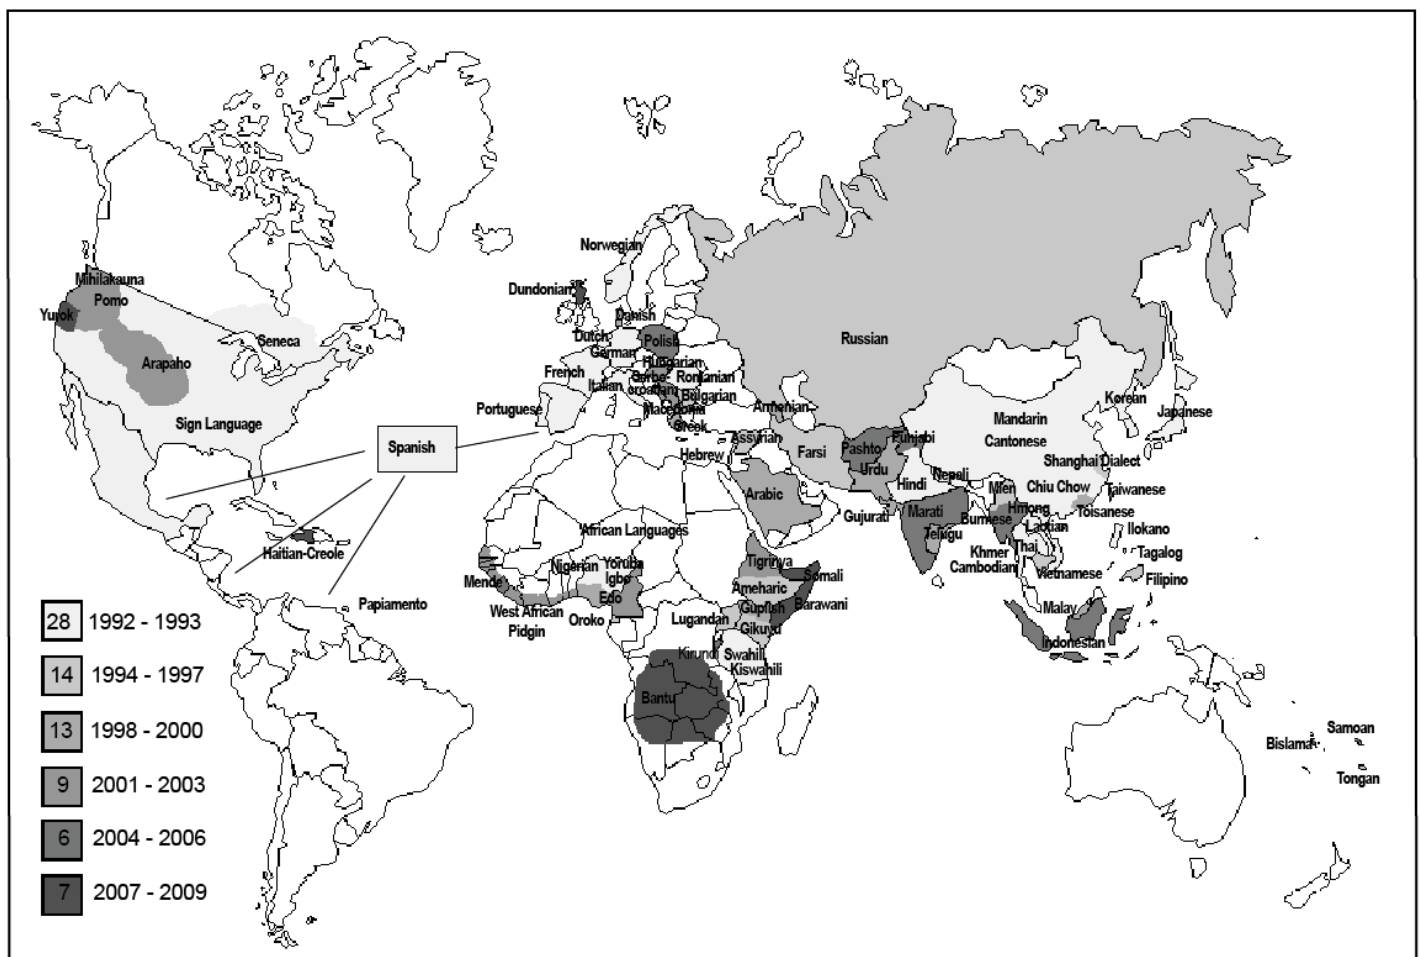 Norwegian
Mihilakauna
Pomo
Yurok
Dundonian
Danish
Seneca
Dutch
Polish
German
Russian
Arapaho
Hungarian
French
Serbo-
croatian
Romanian
Italian
Bulgarian
Armenian
Korean
Portuguese
Macedonia
Japanese
Sign Language
Greek
Mandarin
Cantonese
Spanish
Assyrian
Farsi
Pashto
Punjabi
Hebrew
Shanghai Dialect
Urdu
Nepali
Hindi
Arabic
Mien
Chiu Chow
Taiwanese
Gujurati
Marati
Burmese
Hmong
Toisanese
African Languages
Telugu
Laotian
Ilokano
Haitian-Creole
Khmer
Thai
Tagalog
Cambodian
Nigerian
Yoruba
Igbo
Tigrinya
Somali
Vietnamese
Filipino
Mende
Ameharic
Edo
Barawani
Papiamento
West African
Pidgin
Oroko
Gupiish
Malay
Lugandan
Gikuyu
Indonesian
Kirundi
Swahili
Kiswahili
Bantu
Samoan
Bislama
Tongan
28 1992 - 1993
14 1994 - 1997
13 1998 - 2000
9 2001 - 2003
6 2004 - 2006
7 2007 - 2009